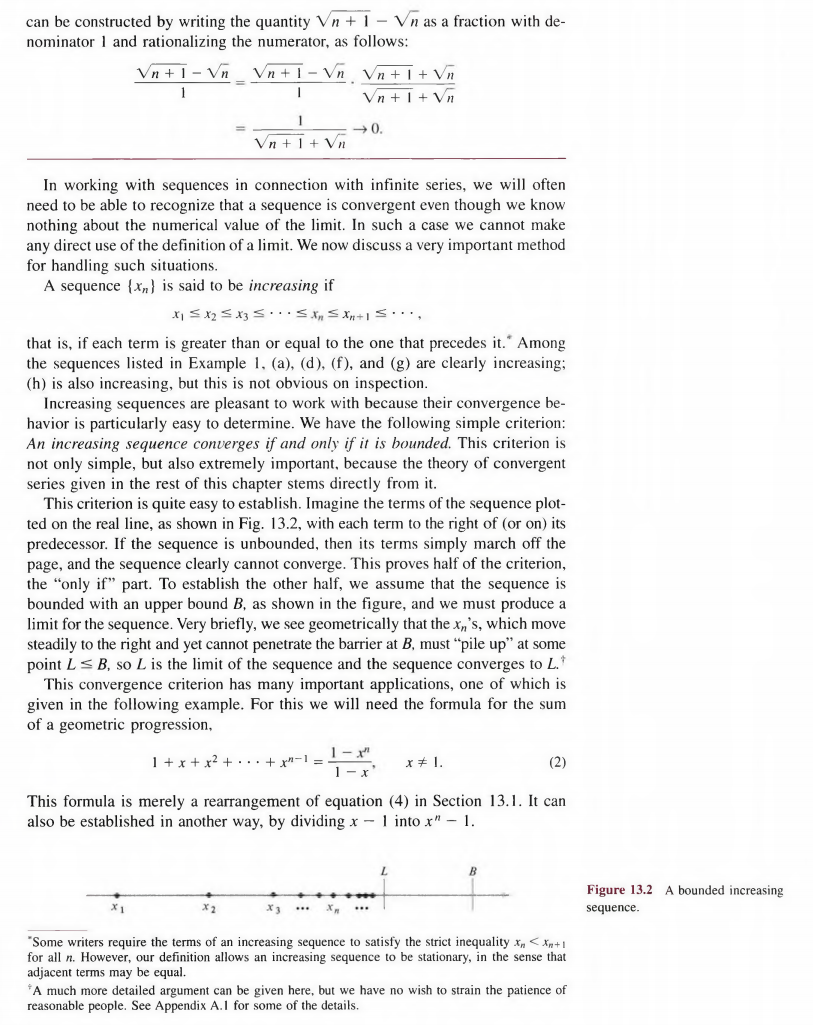 can be constructed by writing the quantity √n + 1 − √n as a fraction with de-
nominator 1 and rationalizing the numerator, as follows:
(√n + 1 − √n)/1 = (√n + 1 − √n)/1 · (√n + 1 + √n)/(√n + 1 + √n)
= 1/(√n + 1 + √n) → 0.
In working with sequences in connection with infinite series, we will often
need to be able to recognize that a sequence is convergent even though we know
nothing about the numerical value of the limit. In such a case we cannot make
any direct use of the definition of a limit. We now discuss a very important method
for handling such situations.
A sequence {xₙ} is said to be increasing if
x₁ ≤ x₂ ≤ x₃ ≤ · · · ≤ xₙ ≤ xₙ₊₁ ≤ · · · ,
that is, if each term is greater than or equal to the one that precedes it.* Among
the sequences listed in Example 1, (a), (d), (f), and (g) are clearly increasing;
(h) is also increasing, but this is not obvious on inspection.
Increasing sequences are pleasant to work with because their convergence be-
havior is particularly easy to determine. We have the following simple criterion:
An increasing sequence converges if and only if it is bounded. This criterion is
not only simple, but also extremely important, because the theory of convergent
series given in the rest of this chapter stems directly from it.
This criterion is quite easy to establish. Imagine the terms of the sequence plot-
ted on the real line, as shown in Fig. 13.2, with each term to the right of (or on) its
predecessor. If the sequence is unbounded, then its terms simply march off the
page, and the sequence clearly cannot converge. This proves half of the criterion,
the "only if" part. To establish the other half, we assume that the sequence is
bounded with an upper bound B, as shown in the figure, and we must produce a
limit for the sequence. Very briefly, we see geometrically that the xₙ's, which move
steadily to the right and yet cannot penetrate the barrier at B, must "pile up" at some
point L ≤ B, so L is the limit of the sequence and the sequence converges to L.†
This convergence criterion has many important applications, one of which is
given in the following example. For this we will need the formula for the sum
of a geometric progression,
1 + x + x² + · · · + xⁿ⁻¹ = (1 − xⁿ)/(1 − x), x ≠ 1. (2)
This formula is merely a rearrangement of equation (4) in Section 13.1. It can
also be established in another way, by dividing x − 1 into xⁿ − 1.
L B
x₁ x₂ x₃ ··· xₙ ···
Figure 13.2 A bounded increasing
sequence.
*Some writers require the terms of an increasing sequence to satisfy the strict inequality xₙ < xₙ₊₁
for all n. However, our definition allows an increasing sequence to be stationary, in the sense that
adjacent terms may be equal.
†A much more detailed argument can be given here, but we have no wish to strain the patience of
reasonable people. See Appendix A.1 for some of the details.